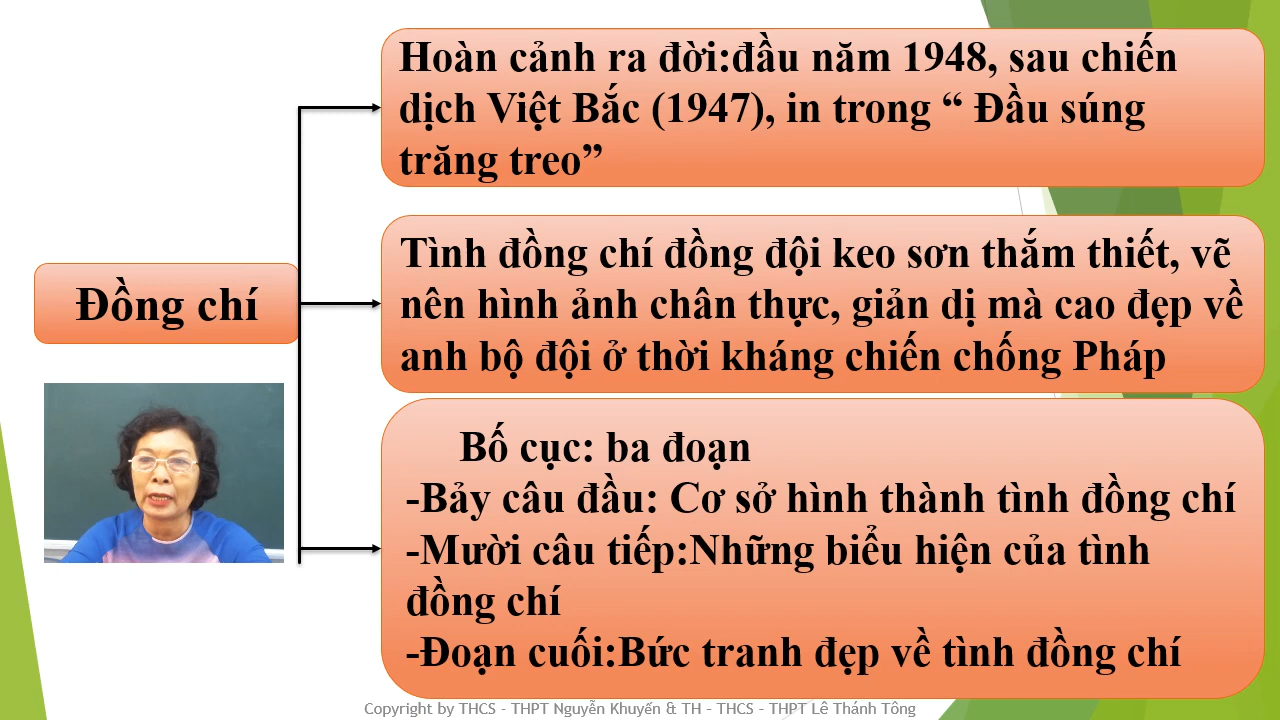 Hoàn cảnh ra đời:đầu năm 1948, sau chiến
dịch Việt Bắc (1947), in trong “ Đầu súng
trăng treo”
Đồng chí
Tình đồng chí đồng đội keo sơn thắm thiết, vẽ
nên hình ảnh chân thực, giản dị mà cao đẹp về
anh bộ đội ở thời kháng chiến chống Pháp
Bố cục: ba đoạn
-Bảy câu đầu: Cơ sở hình thành tình đồng chí
-Mười câu tiếp:Những biểu hiện của tình
đồng chí
-Đoạn cuối:Bức tranh đẹp về tình đồng chí
Copyright by THCS - THPT Nguyễn Khuyến & TH - THCS - THPT Lê Thánh Tông